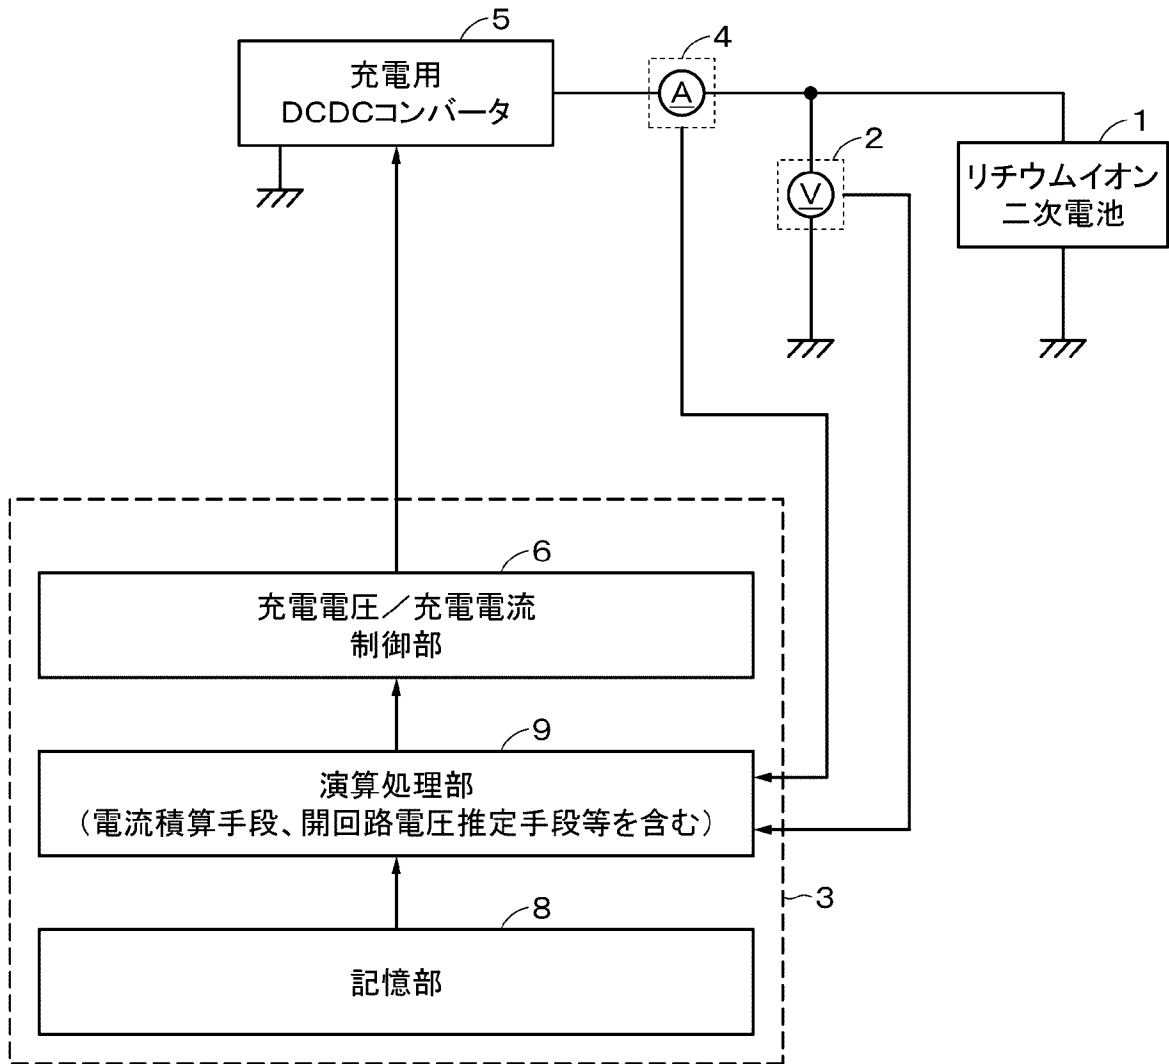 5
充電用
DCDCコンバータ
4
A
1
リチウムイオン
二次電池
2
V
6
充電電圧／充電電流
制御部
9
演算処理部
（電流積算手段、開回路電圧推定手段等を含む）
3
8
記憶部